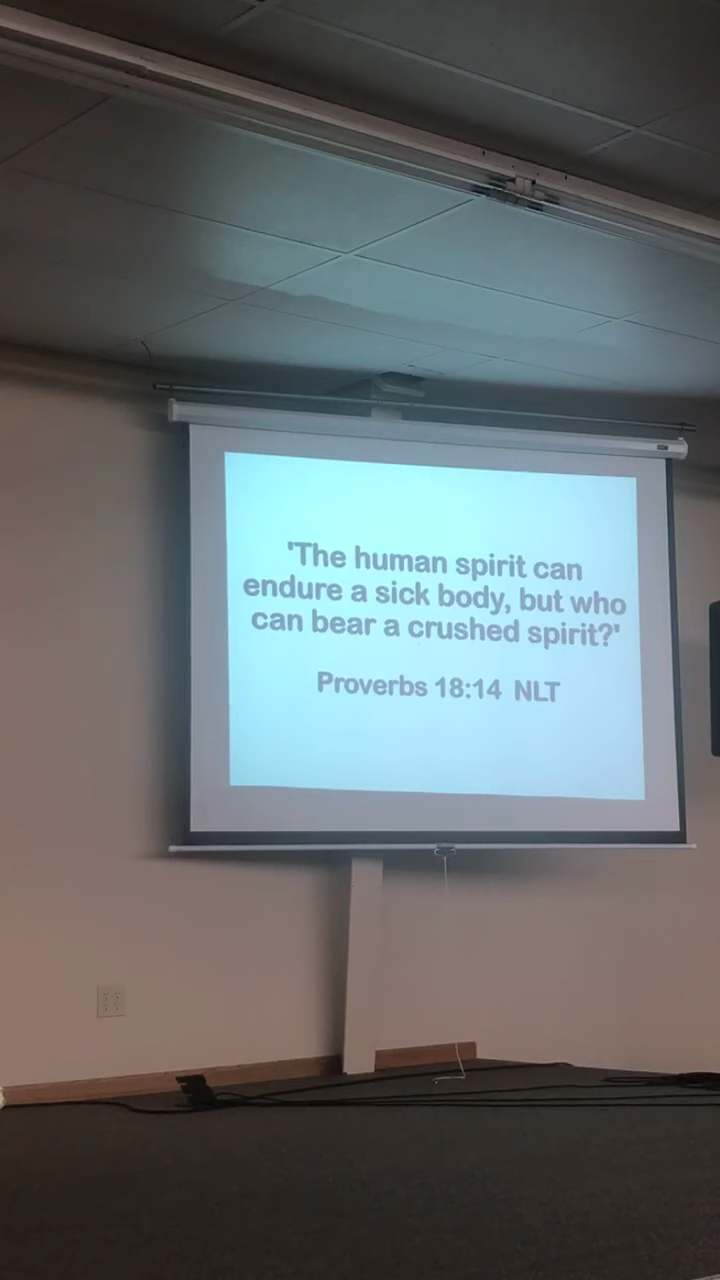 'The human spirit can
endure a sick body, but who
can bear a crushed spirit?'
Proverbs 18:14 NLT